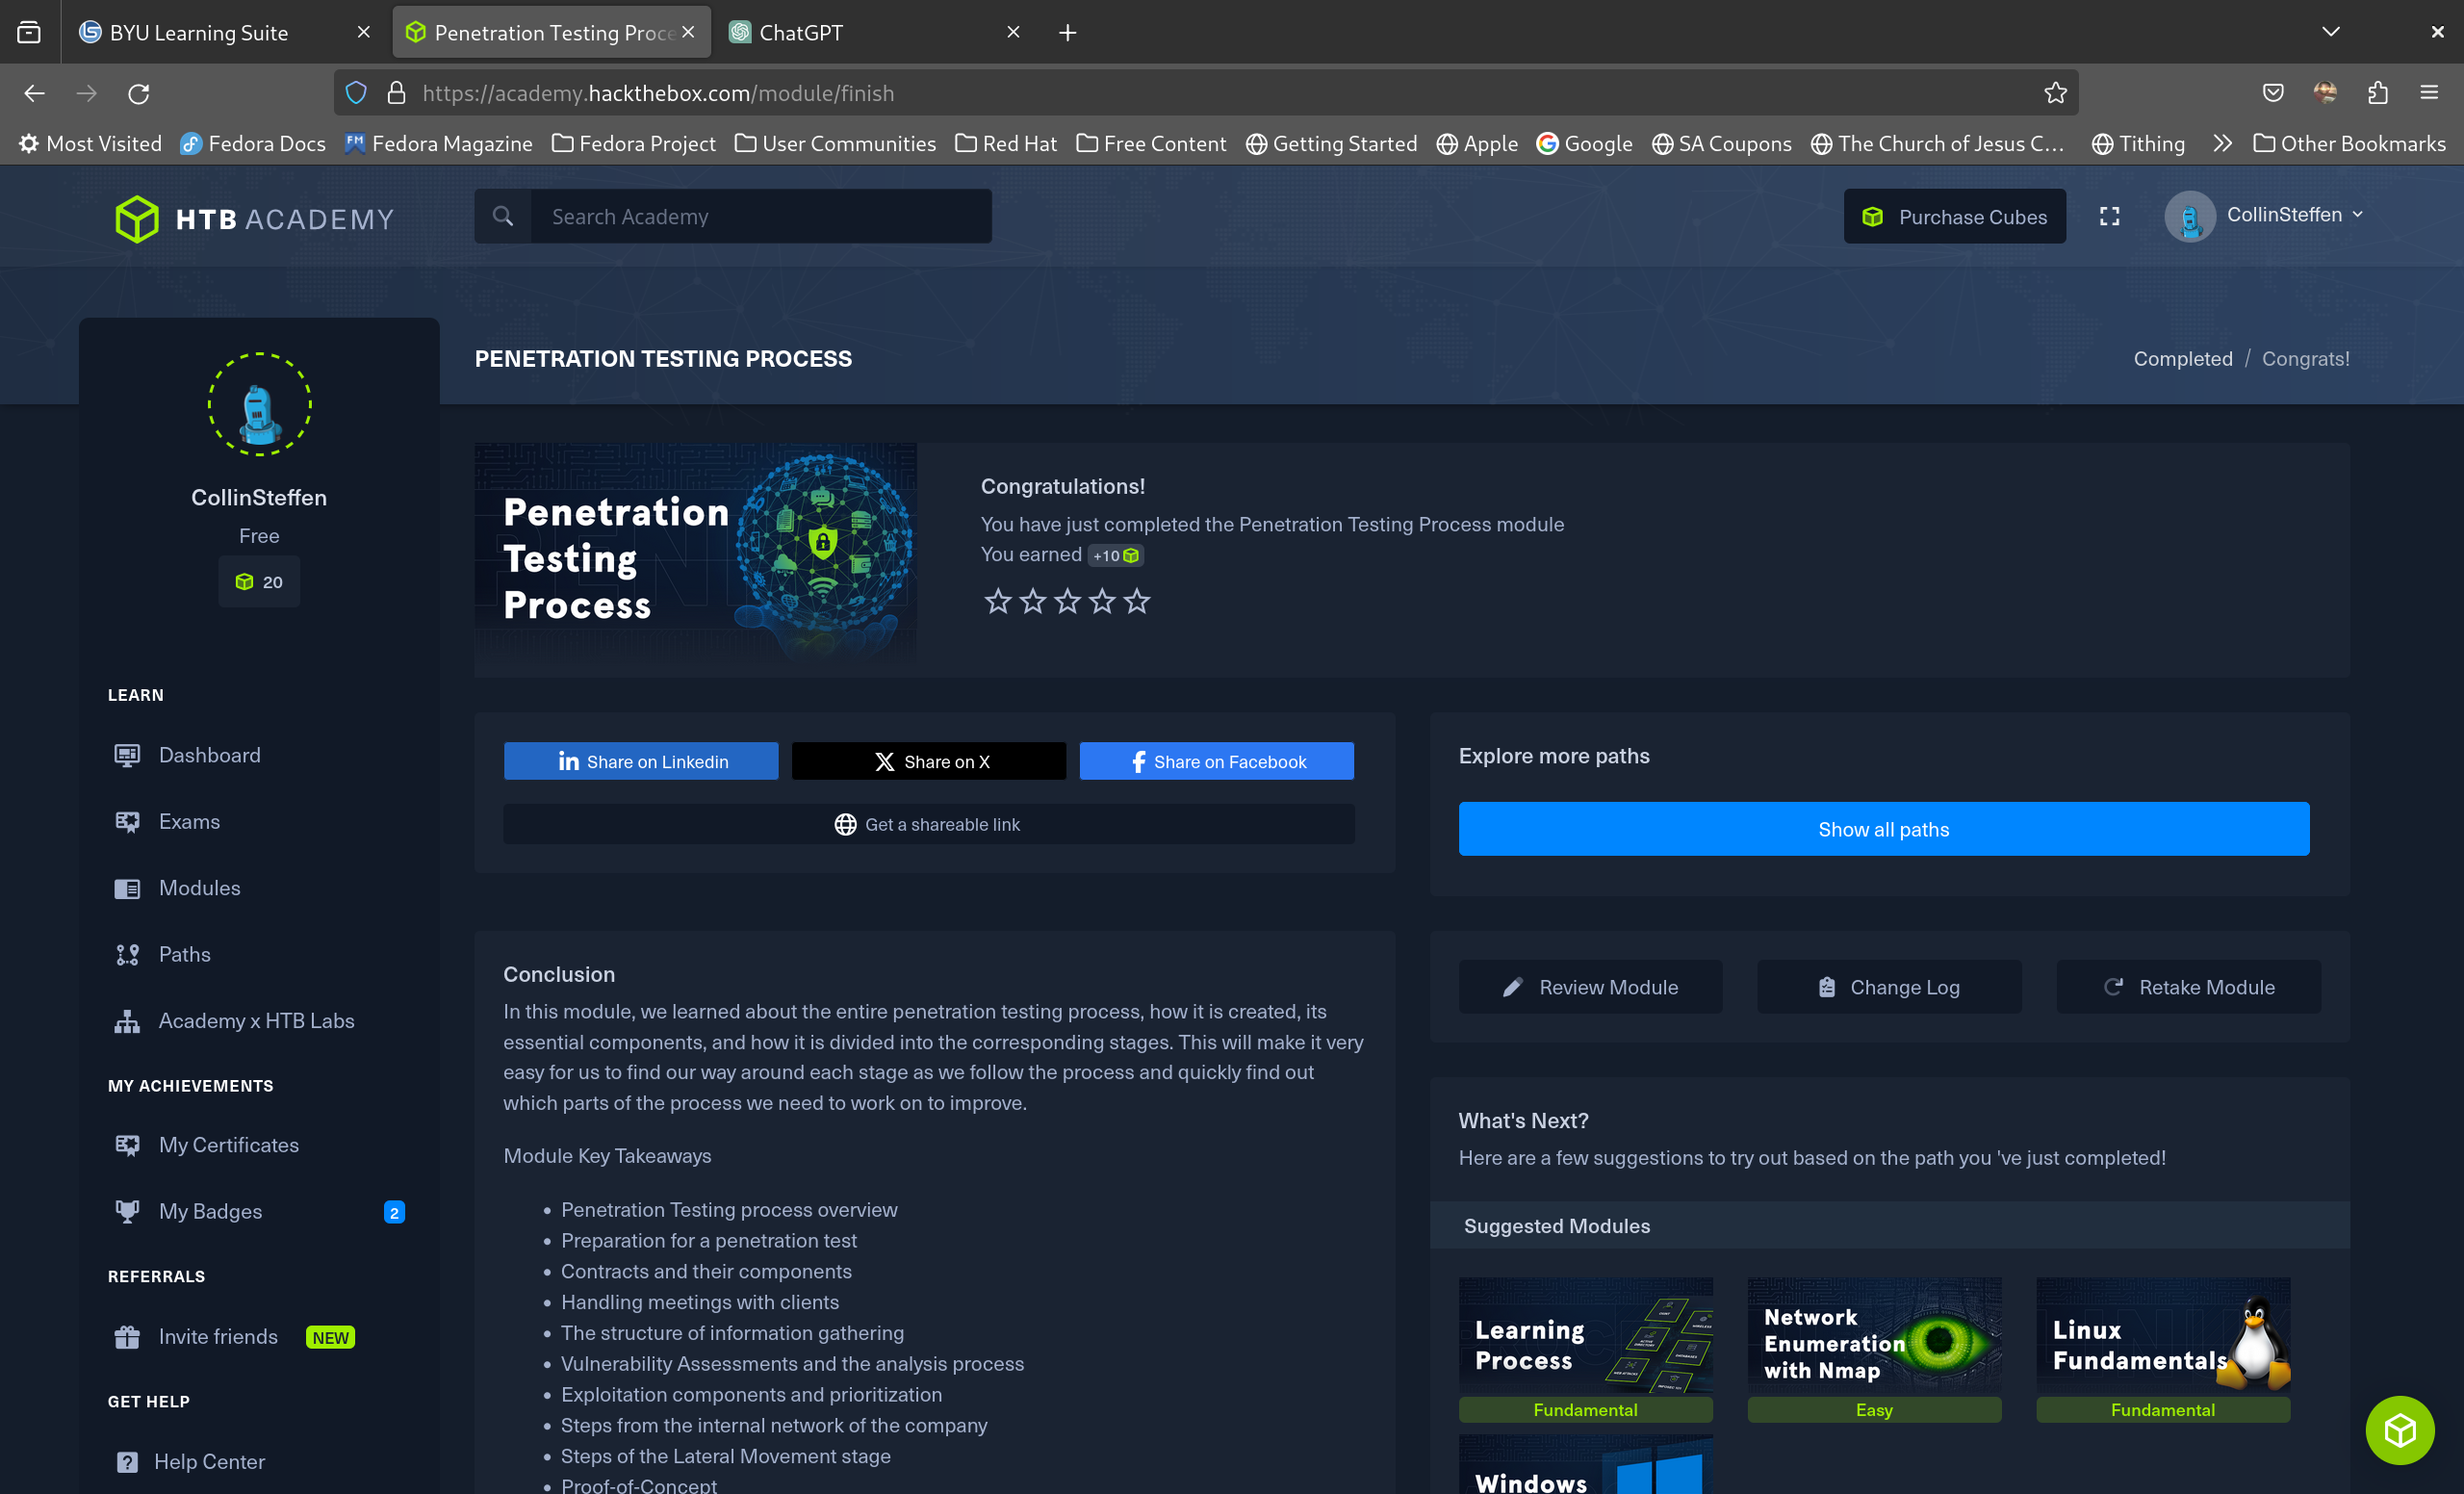 BYU Learning Suite
Penetration Testing Proce
ChatGPT
https://academy.hackthebox.com/module/finish
Most Visited
Fedora Docs
FM
Fedora Magazine
Fedora Project
User Communities
Red Hat
Free Content
Getting Started
Apple
Google
SA Coupons
The Church of Jesus C...
Tithing
Other Bookmarks
HTB ACADEMY
Search Academy
Purchase Cubes
CollinSteffen
PENETRATION TESTING PROCESS
Completed / Congrats!
CollinSteffen
Free
20
LEARN
Dashboard
Exams
Modules
Paths
Academy x HTB Labs
MY ACHIEVEMENTS
My Certificates
My Badges
2
REFERRALS
Invite friends
NEW
GET HELP
Help Center
Penetration
Testing
Process
Congratulations!
You have just completed the Penetration Testing Process module
You earned +10
Share on Linkedin
Share on X
Share on Facebook
Get a shareable link
Explore more paths
Show all paths
Conclusion
In this module, we learned about the entire penetration testing process, how it is created, its
essential components, and how it is divided into the corresponding stages. This will make it very
easy for us to find our way around each stage as we follow the process and quickly find out
which parts of the process we need to work on to improve.
Module Key Takeaways
• Penetration Testing process overview
• Preparation for a penetration test
• Contracts and their components
• Handling meetings with clients
• The structure of information gathering
• Vulnerability Assessments and the analysis process
• Exploitation components and prioritization
• Steps from the internal network of the company
• Steps of the Lateral Movement stage
• Proof-of-Concept
Review Module
Change Log
Retake Module
What's Next?
Here are a few suggestions to try out based on the path you 've just completed!
Suggested Modules
Learning
Process
Fundamental
Network
Enumeration
with Nmap
Easy
Linux
Fundamentals
Fundamental
Windows